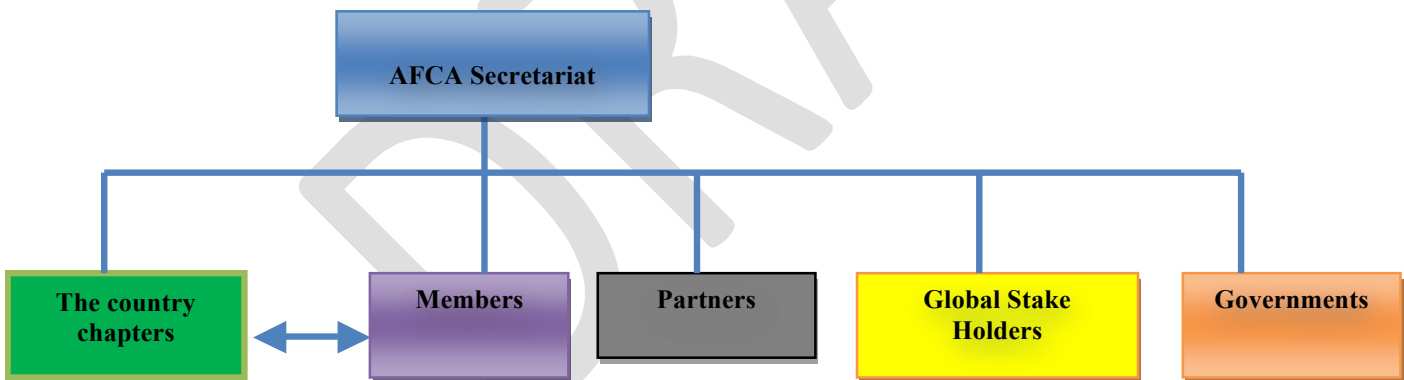 AFCA Secretariat
The country
chapters
Members
Partners
Global Stake
Holders
Governments